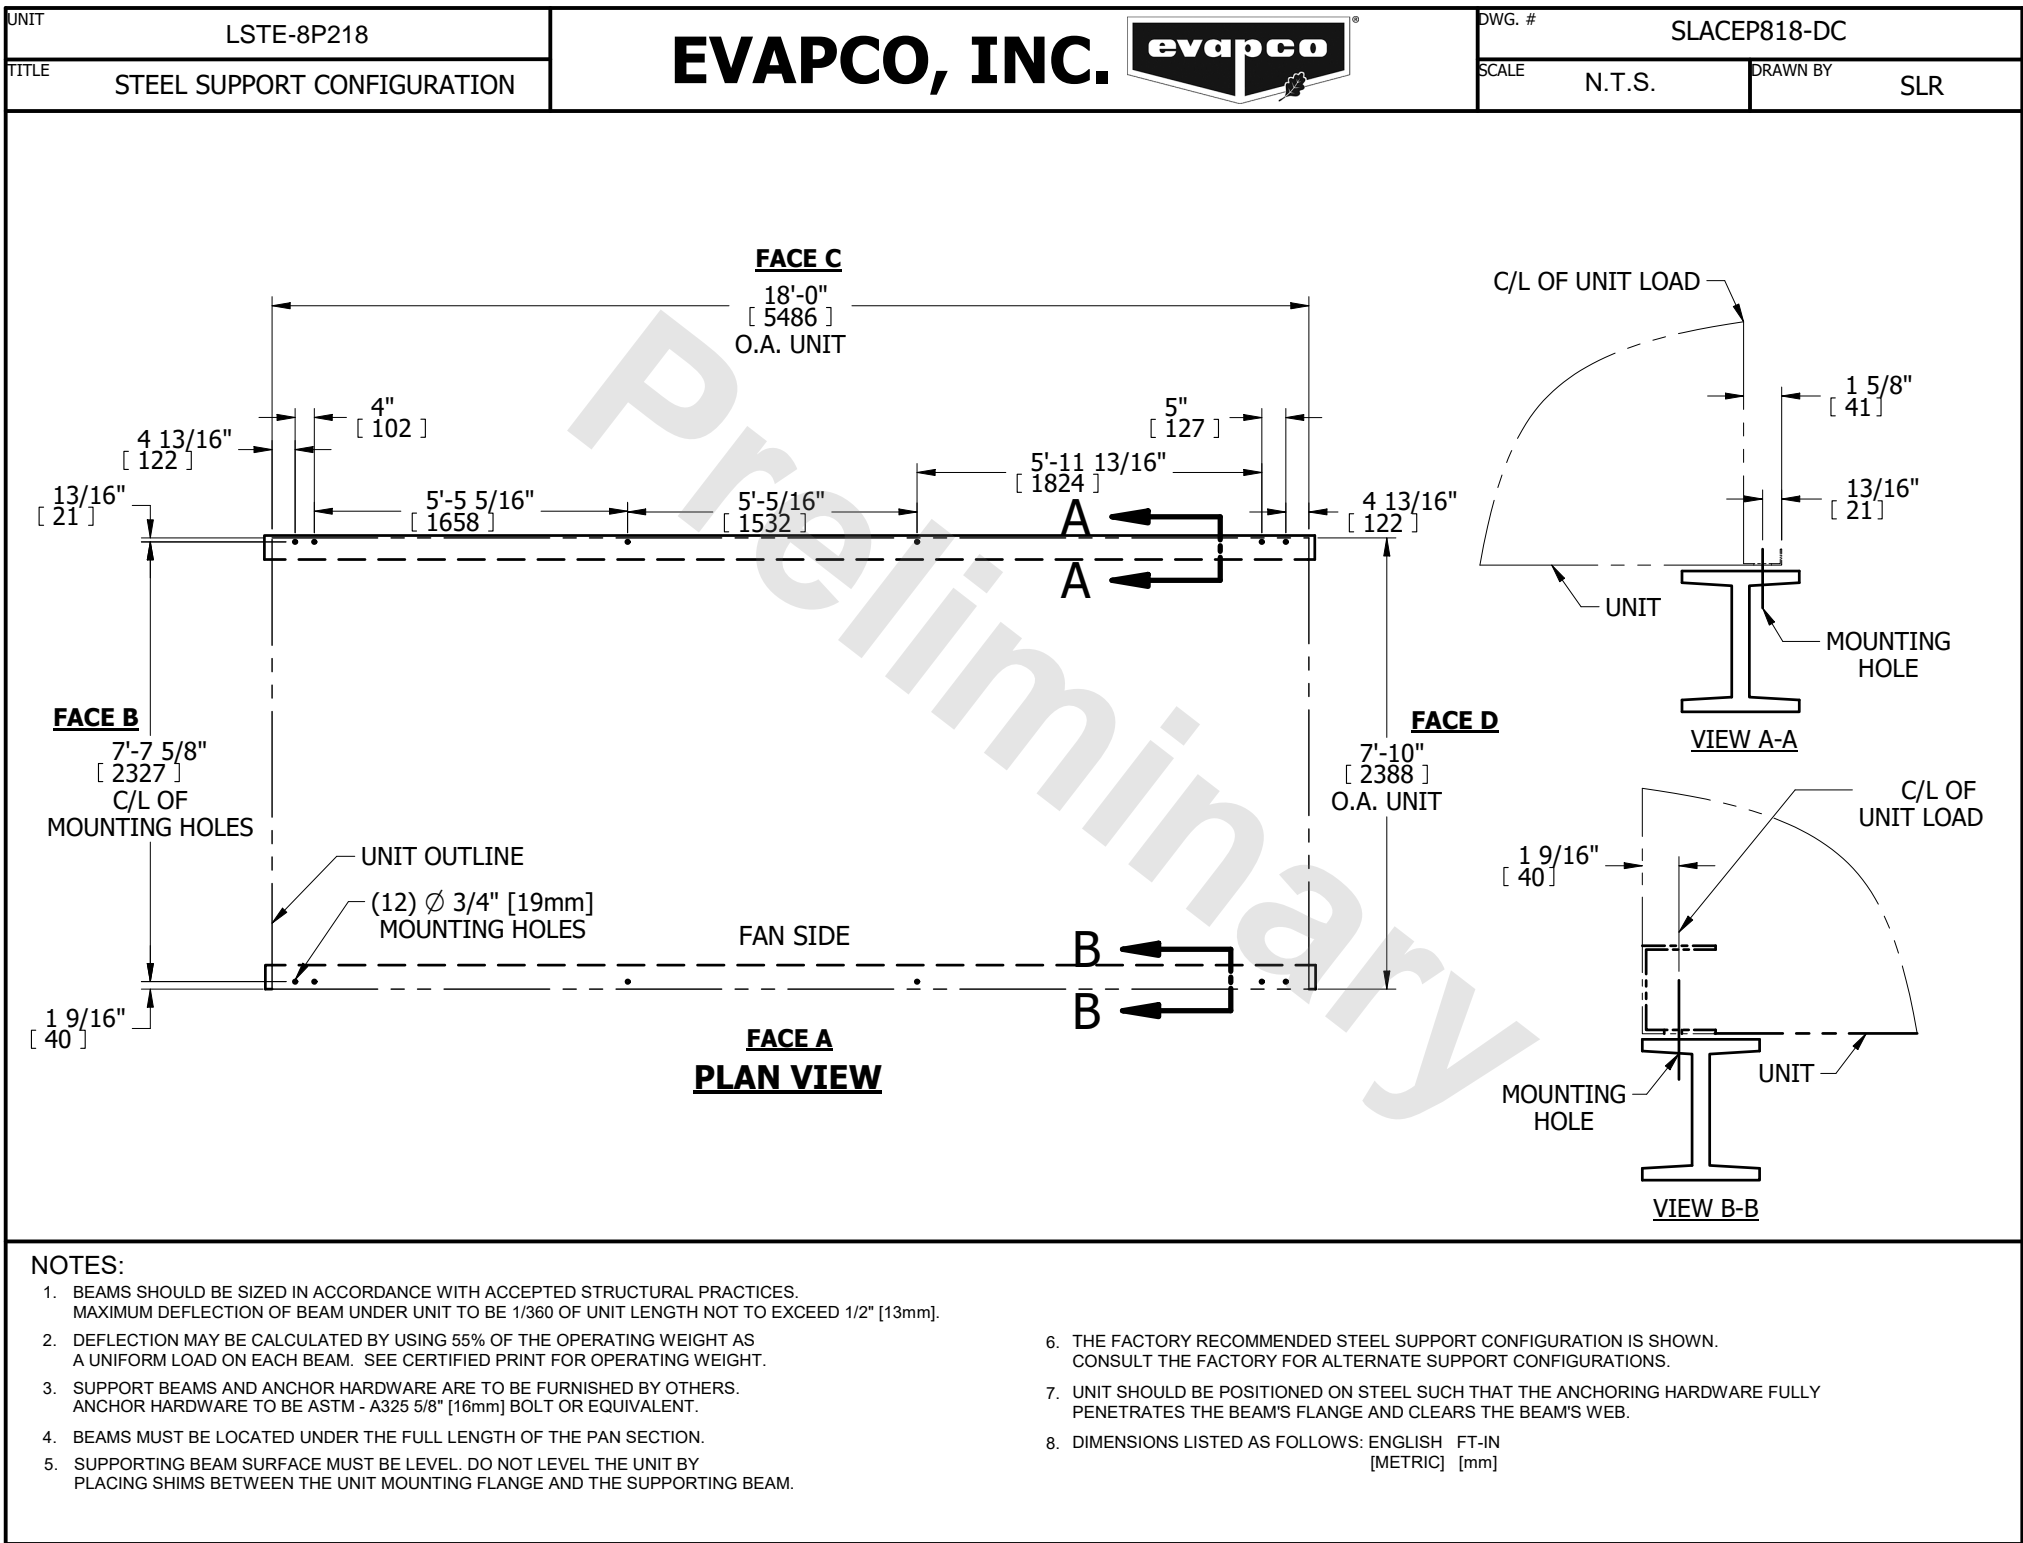 UNIT
LSTE-8P218
TITLE
STEEL SUPPORT CONFIGURATION
EVAPCO, INC.
evapco
®
DWG. #
SLACEP818-DC
SCALE
N.T.S.
DRAWN BY
SLR
FACE C
18'-0"
[ 5486 ]
O.A. UNIT
4"
[ 102 ]
5"
[ 127 ]
4 13/16"
[ 122 ]
5'-11 13/16"
[ 1824 ]
13/16"
[ 21 ]
5'-5 5/16"
[ 1658 ]
5'-5/16"
[ 1532 ]
4 13/16"
[ 122 ]
A
A
FACE B
7'-7 5/8"
[ 2327 ]
C/L OF
MOUNTING HOLES
FACE D
7'-10"
[ 2388 ]
O.A. UNIT
UNIT OUTLINE
(12) ∅ 3/4" [19mm]
MOUNTING HOLES
FAN SIDE
B
B
1 9/16"
[ 40 ]
FACE A
PLAN VIEW
Preliminary
C/L OF UNIT LOAD
1 5/8"
[ 41 ]
13/16"
[ 21 ]
UNIT
MOUNTING
HOLE
VIEW A-A
C/L OF
UNIT LOAD
1 9/16"
[ 40 ]
UNIT
MOUNTING
HOLE
VIEW B-B
NOTES:
1. BEAMS SHOULD BE SIZED IN ACCORDANCE WITH ACCEPTED STRUCTURAL PRACTICES.
MAXIMUM DEFLECTION OF BEAM UNDER UNIT TO BE 1/360 OF UNIT LENGTH NOT TO EXCEED 1/2" [13mm].
2. DEFLECTION MAY BE CALCULATED BY USING 55% OF THE OPERATING WEIGHT AS
A UNIFORM LOAD ON EACH BEAM. SEE CERTIFIED PRINT FOR OPERATING WEIGHT.
3. SUPPORT BEAMS AND ANCHOR HARDWARE ARE TO BE FURNISHED BY OTHERS.
ANCHOR HARDWARE TO BE ASTM - A325 5/8" [16mm] BOLT OR EQUIVALENT.
4. BEAMS MUST BE LOCATED UNDER THE FULL LENGTH OF THE PAN SECTION.
5. SUPPORTING BEAM SURFACE MUST BE LEVEL. DO NOT LEVEL THE UNIT BY
PLACING SHIMS BETWEEN THE UNIT MOUNTING FLANGE AND THE SUPPORTING BEAM.
6. THE FACTORY RECOMMENDED STEEL SUPPORT CONFIGURATION IS SHOWN.
CONSULT THE FACTORY FOR ALTERNATE SUPPORT CONFIGURATIONS.
7. UNIT SHOULD BE POSITIONED ON STEEL SUCH THAT THE ANCHORING HARDWARE FULLY
PENETRATES THE BEAM'S FLANGE AND CLEARS THE BEAM'S WEB.
8. DIMENSIONS LISTED AS FOLLOWS: ENGLISH FT-IN
[METRIC] [mm]